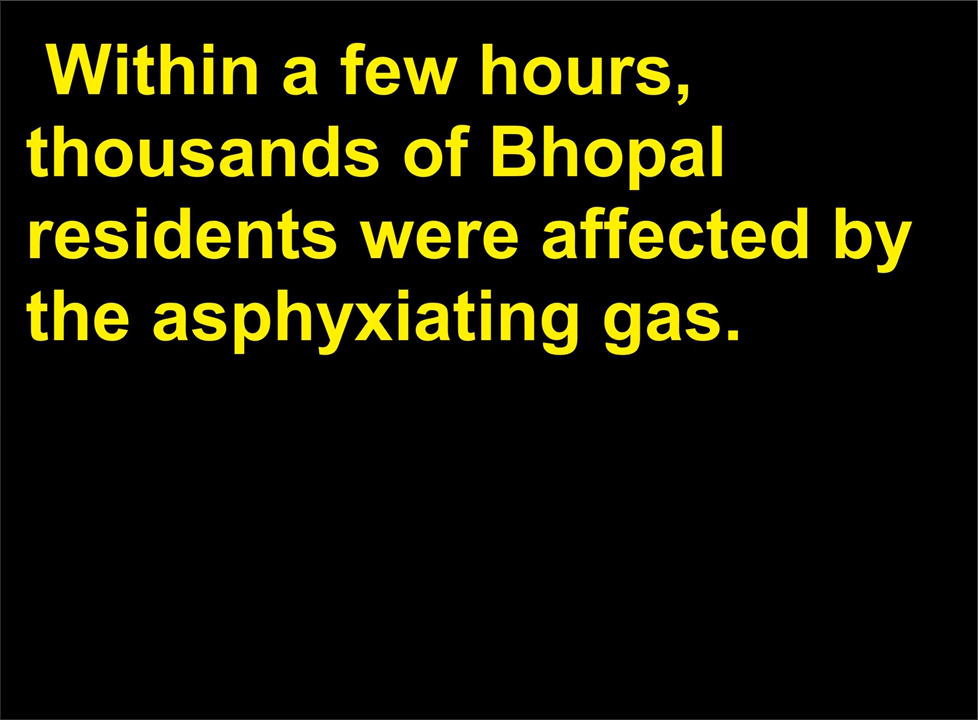 Within a few hours,
thousands of Bhopal
residents were affected by
the asphyxiating gas.